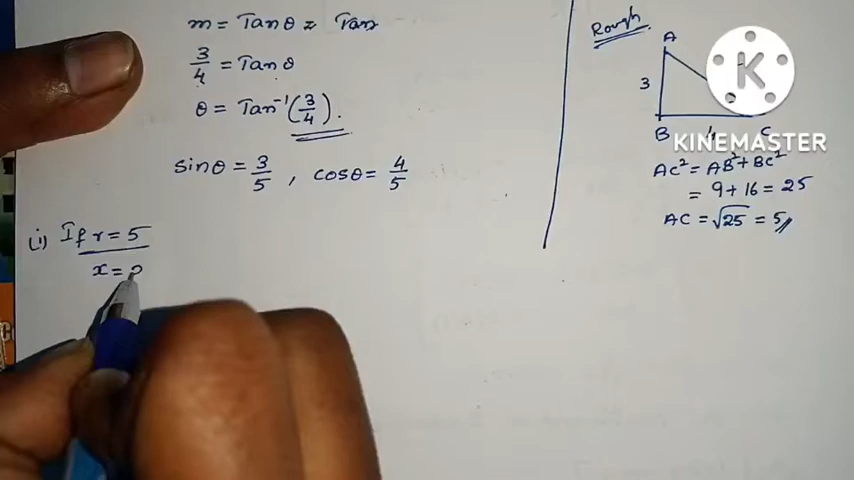 m = Tanθ = Tan
3/4 = Tanθ
θ = Tan⁻¹(3/4).
sinθ = 3/5 , cosθ = 4/5
(i) If r = 5
x =
Rough
A
3
K
B 4 C
KINEMASTER
AC² = AB² + BC²
= 9 + 16 = 25
AC = √25 = 5